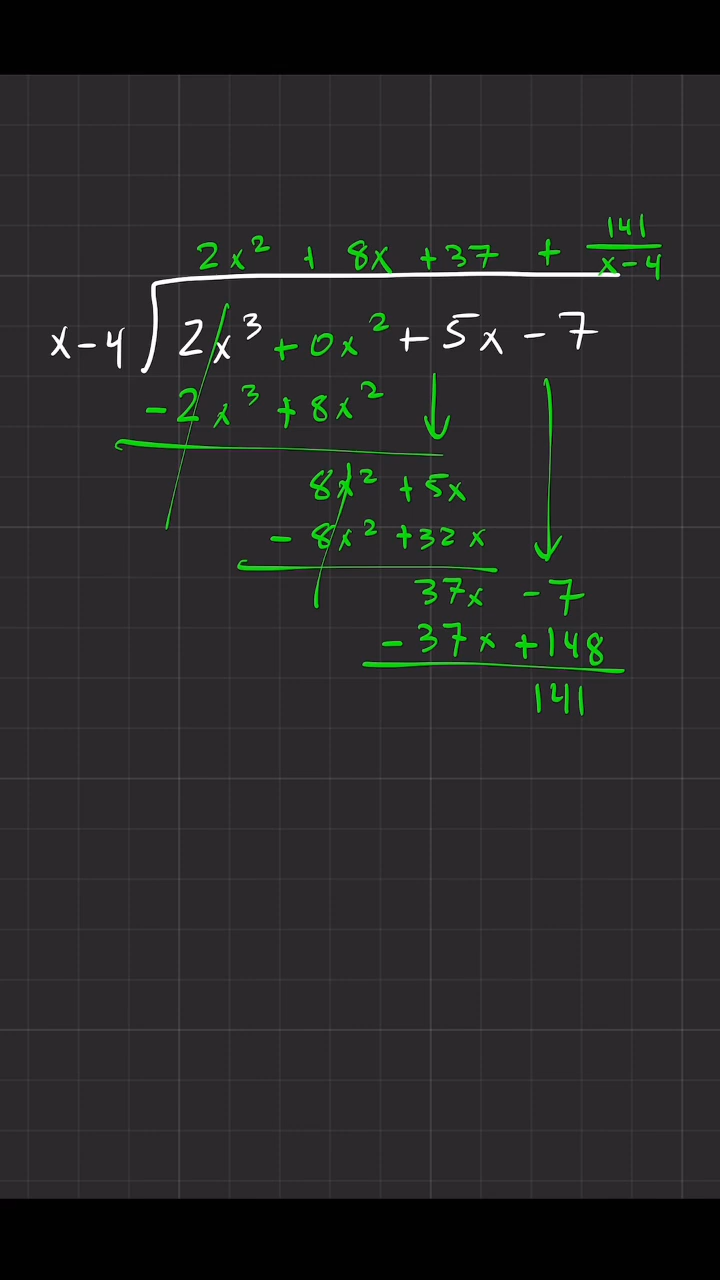 2x² + 8x + 37 + 141/(x-4)
x-4 2x³ + 0x² + 5x - 7
-2x³ + 8x²
8x² + 5x
- 8x² + 32x
37x - 7
- 37x + 148
141